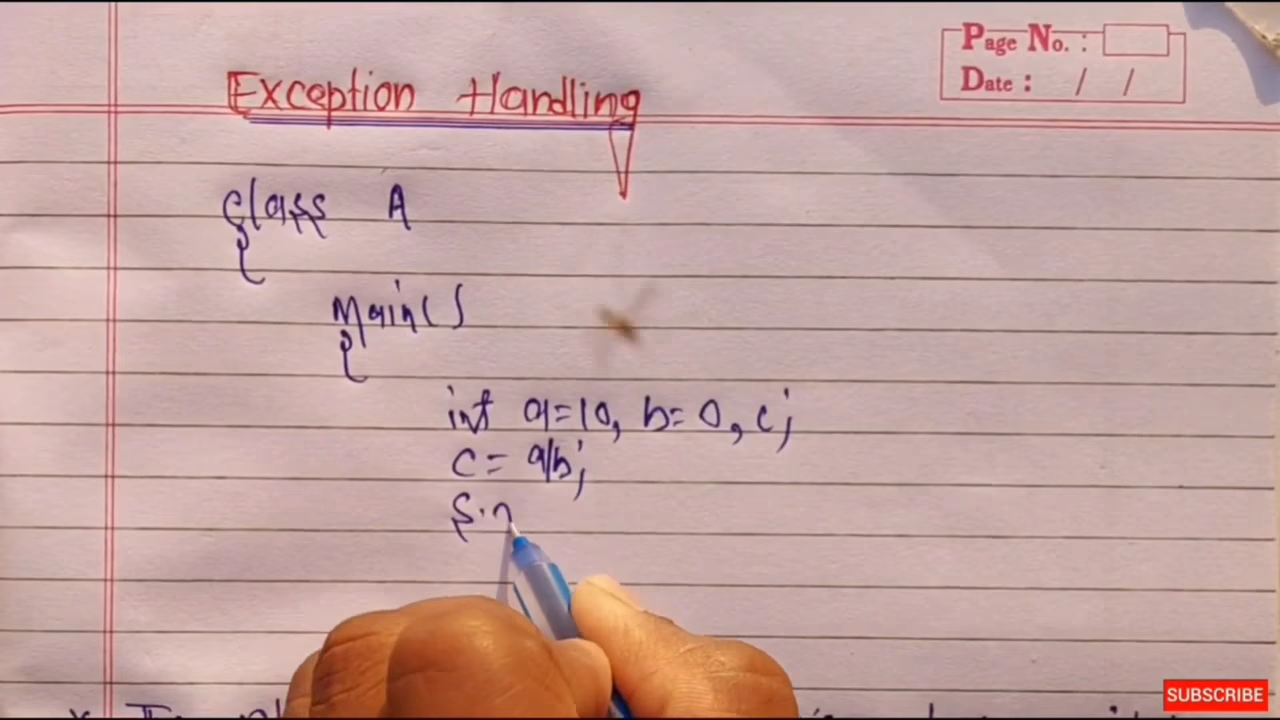 Page No. :
Date : / /
Exception Handling
Class A
{
Main()
{
int a=10, b=0, c;
c = a/b;
S.
SUBSCRIBE